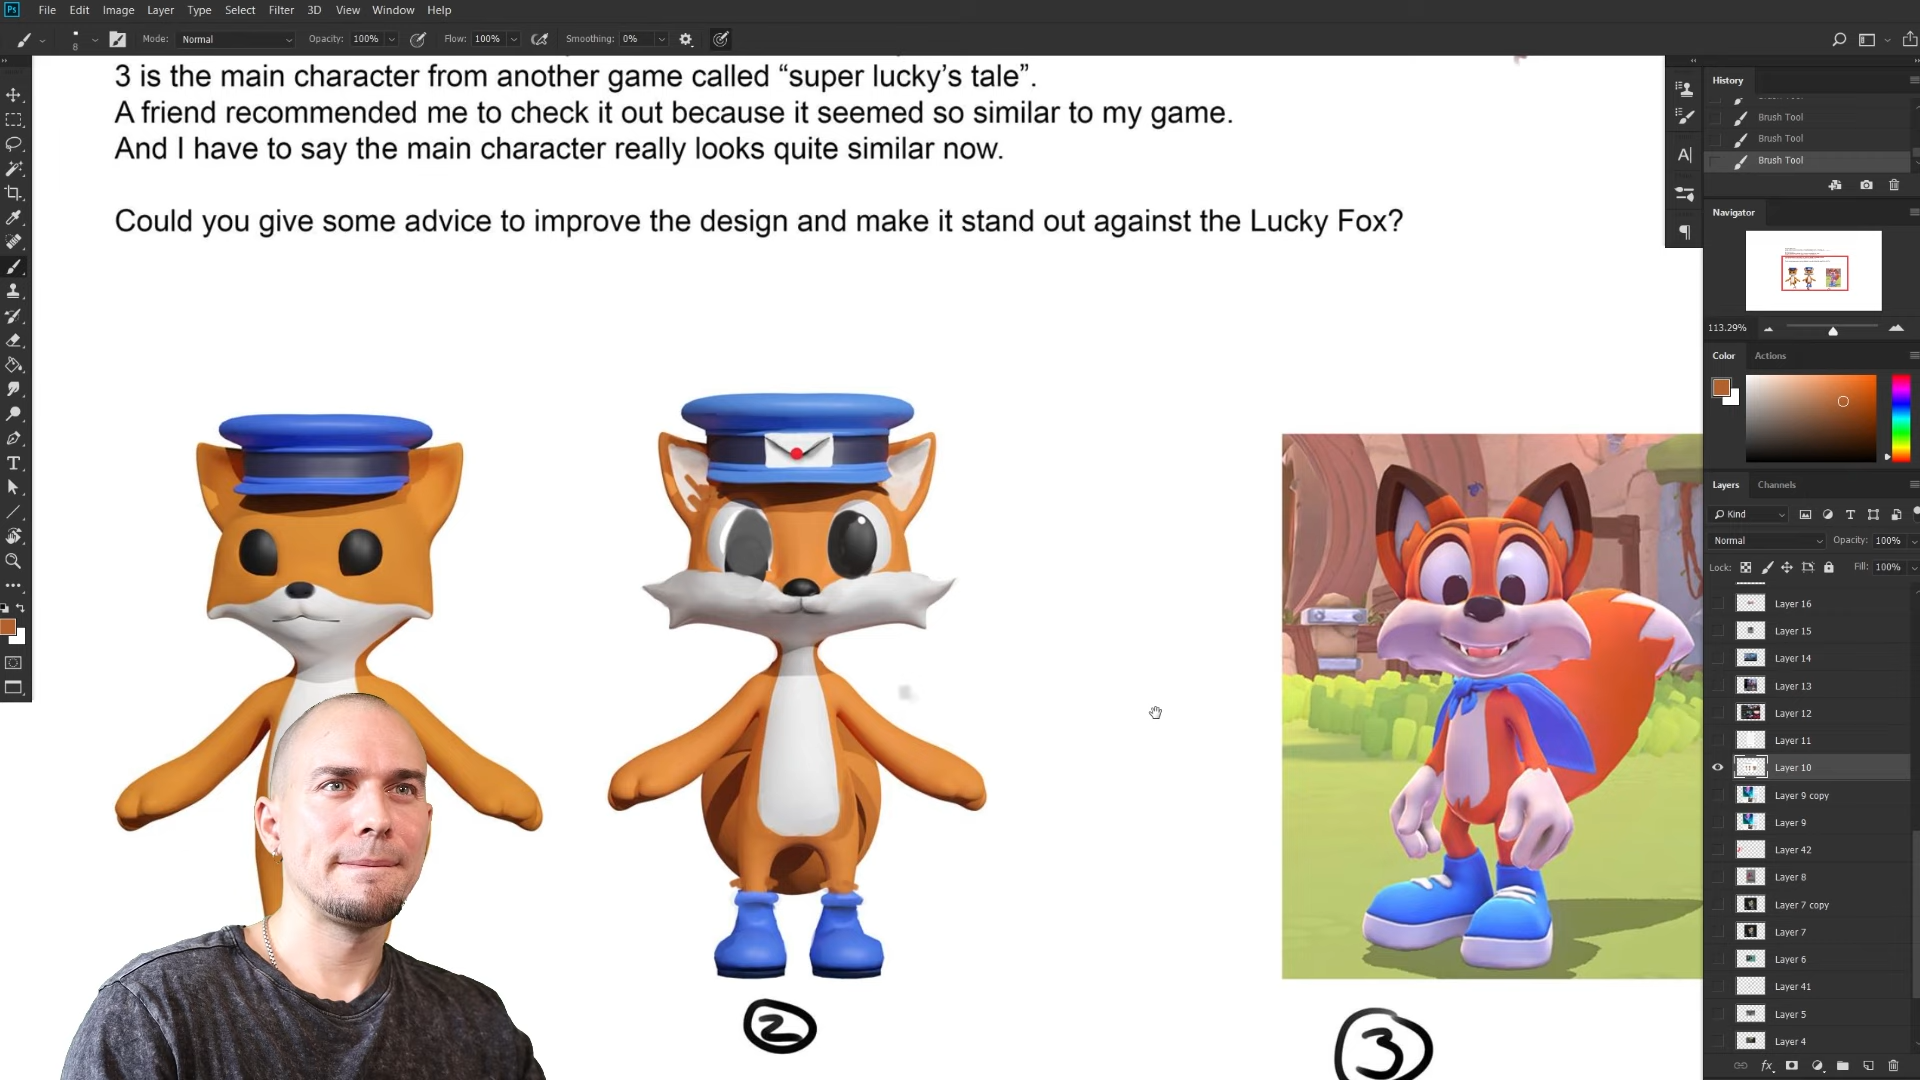 Ps File Edit Image Layer Type Select Filter 3D View Window Help
8 Mode: Normal Opacity: 100% Flow: 100% Smoothing: 0%
3 is the main character from another game called “super lucky’s tale”.
A friend recommended me to check it out because it seemed so similar to my game.
And I have to say the main character really looks quite similar now.
Could you give some advice to improve the design and make it stand out against the Lucky Fox?
2
3
History
Brush Tool
Brush Tool
Brush Tool
Navigator
113.29%
Color Actions
Layers Channels
Kind
Normal Opacity: 100%
Lock: Fill: 100%
Layer 16
Layer 15
Layer 14
Layer 13
Layer 12
Layer 11
Layer 10
Layer 9 copy
Layer 9
Layer 42
Layer 8
Layer 7 copy
Layer 7
Layer 6
Layer 41
Layer 5
Layer 4
fx